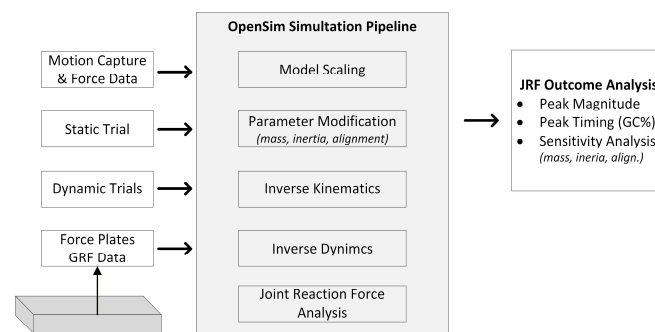 OpenSim Simultation Pipeline
Motion Capture
& Force Data
Model Scaling
Static Trial
Parameter Modification
(mass, inertia, alignment)
Dynamic Trials
Inverse Kinematics
Force Plates
GRF Data
Inverse Dynimcs
Joint Reaction Force
Analysis
JRF Outcome Analysis
• Peak Magnitude
• Peak Timing (GC%)
• Sensitivity Analysis
(mass, ineria, align.)